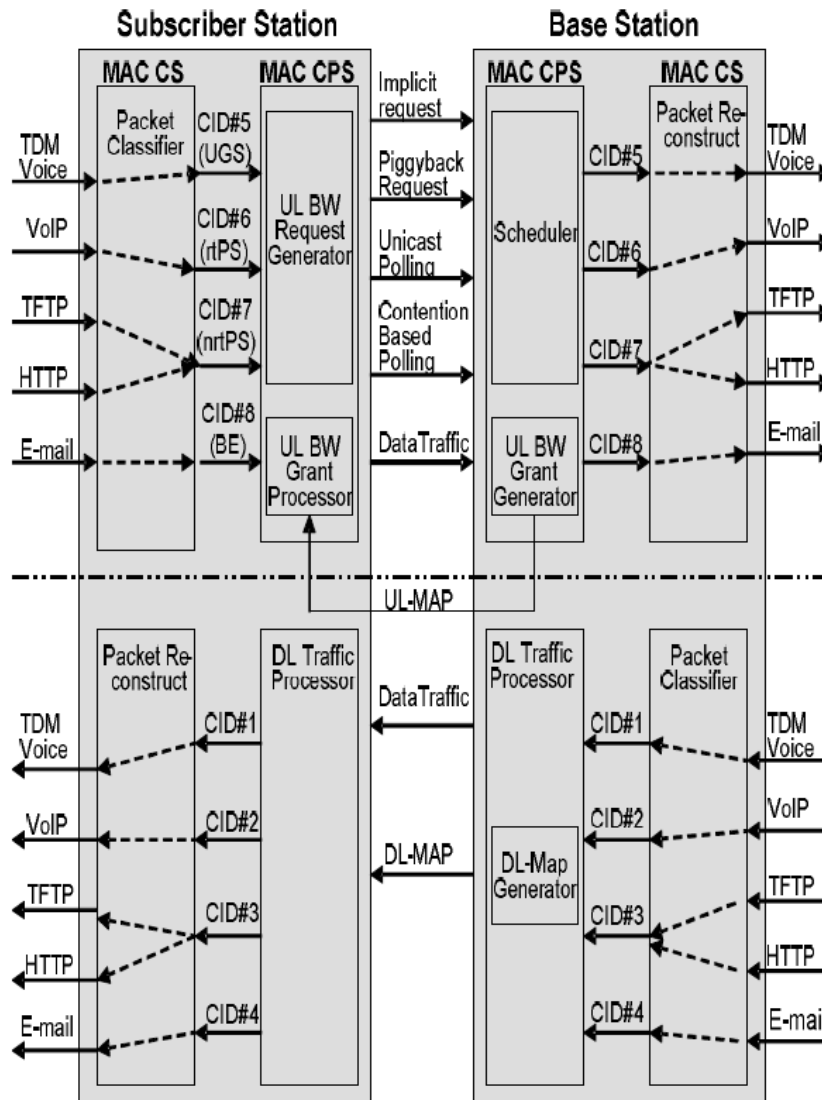 Subscriber Station
Base Station
MAC CS
MAC CPS
MAC CPS
MAC CS
Packet
Classifier
TDM
Voice
VoIP
TFTP
HTTP
E-mail
CID#5
(UGS)
CID#6
(rtPS)
CID#7
(nrtPS)
CID#8
(BE)
UL BW
Request
Generator
UL BW
Grant
Processor
Implicit
request
Piggyback
Request
Unicast
Polling
Contention
Based
Polling
DataTraffic
Scheduler
UL BW
Grant
Generator
CID#5
CID#6
CID#7
CID#8
Packet Re-
construct
TDM
Voice
VoIP
TFTP
HTTP
E-mail
UL-MAP
Packet Re-
construct
TDM
Voice
VoIP
TFTP
HTTP
E-mail
CID#1
CID#2
CID#3
CID#4
DL Traffic
Processor
DataTraffic
DL-MAP
DL Traffic
Processor
DL-Map
Generator
CID#1
CID#2
CID#3
CID#4
Packet
Classifier
TDM
Voice
VoIP
TFTP
HTTP
E-mail